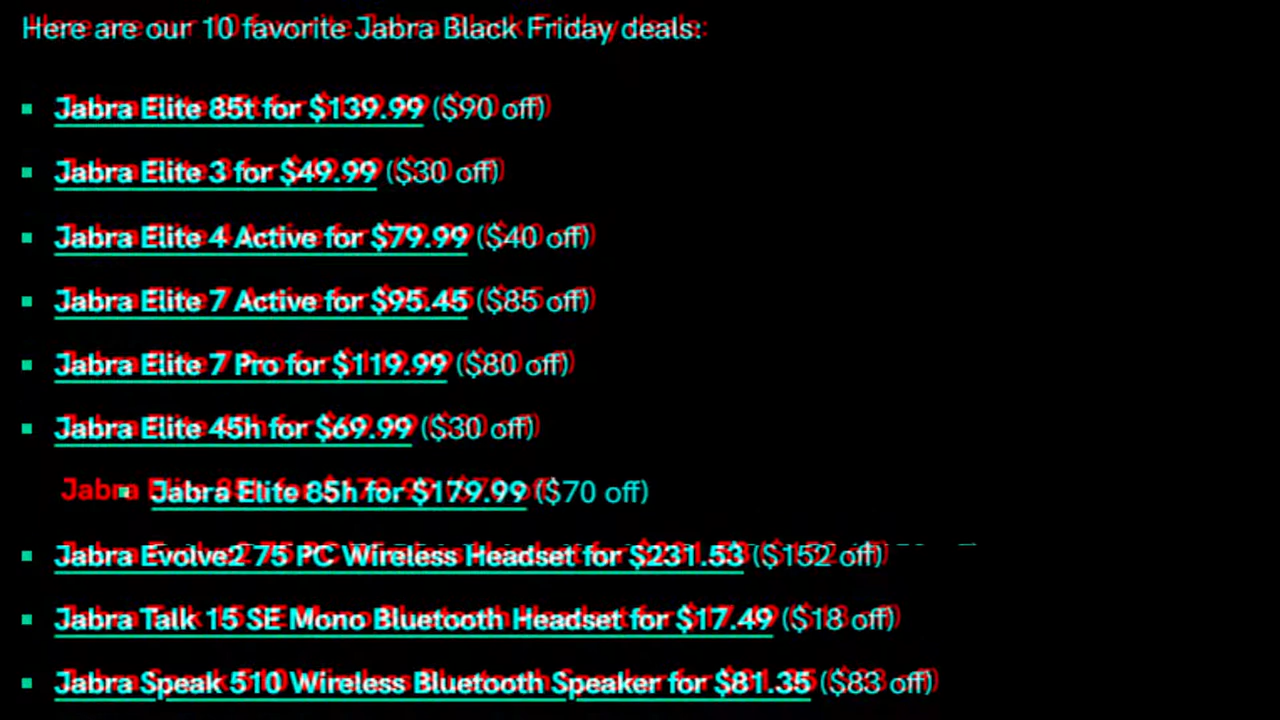 Here are our 10 favorite Jabra Black Friday deals:
Jabra Elite 85t for $139.99 ($90 off)
Jabra Elite 3 for $49.99 ($30 off)
Jabra Elite 4 Active for $79.99 ($40 off)
Jabra Elite 7 Active for $95.45 ($85 off)
Jabra Elite 7 Pro for $119.99 ($80 off)
Jabra Elite 45h for $69.99 ($30 off)
Jabra Elite 85h for $179.99 ($70 off)
Jabra Evolve2 75 PC Wireless Headset for $231.53 ($152 off)
Jabra Talk 15 SE Mono Bluetooth Headset for $17.49 ($18 off)
Jabra Speak 510 Wireless Bluetooth Speaker for $81.35 ($83 off)